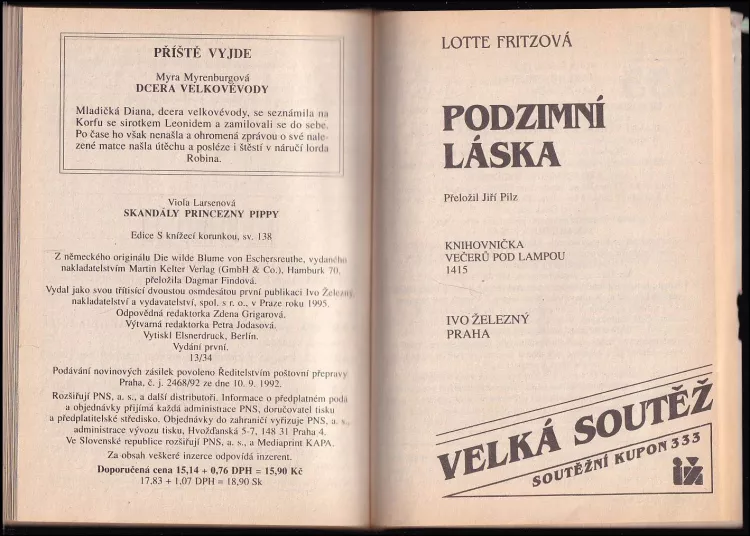 PŘÍŠTĚ VYJDE
Myra Myrenburgová
DCERA VELKOVÉVODY
Mladičká Diana, dcera velkovévody, se seznámila na
Korfu se sirotkem Leonidem a zamilovali se do sebe.
Po čase ho však nenašla a ohromená zprávou o své nale-
zené matce našla útěchu a posléze i štěstí v náručí lorda
Robina.
Viola Larsenová
SKANDÁLY PRINCEZNY PIPPY
Edice S knížecí korunkou, sv. 138
Z německého originálu Die wilde Blume von Eschersreuthe, vydaného
nakladatelstvím Martin Kelter Verlag (GmbH & Co.), Hamburk 70,
přeložila Dagmar Findová.
Vydal jako svou třítisící dvoustou osmdesátou první publikaci Ivo Železný,
nakladatelství a vydavatelství, spol. s r. o., v Praze roku 1995.
Odpovědná redaktorka Zdena Grigarová.
Výtvarná redaktorka Petra Jodasová.
Vytiskl Elsnerdruck, Berlín.
Vydání první.
13/34
Podávání novinových zásilek povoleno Ředitelstvím poštovní přepravy
Praha, č. j. 2468/92 ze dne 10. 9. 1992.
Rozšiřují PNS, a. s., a další distributoři. Informace o předplatném podá
a objednávky přijímá každá administrace PNS, doručovatel tisku
a předplatitelské středisko. Objednávky do zahraničí vyřizuje PNS, a. s.,
administrace vývozu tisku, Hvožďanská 5-7, 148 31 Praha 4.
Ve Slovenské republice rozšiřují PNS, a. s., a Mediaprint KAPA.
Za obsah veškeré inzerce odpovídá inzerent.
Doporučená cena 15,14 + 0,76 DPH = 15,90 Kč
17,83 + 1,07 DPH = 18,90 Sk
LOTTE FRITZOVÁ
PODZIMNÍ
LÁSKA
Přeložil Jiří Pilz
KNIHOVNIČKA
VEČERŮ POD LAMPOU
1415
IVO ŽELEZNÝ
PRAHA
VELKÁ SOUTĚŽ
SOUTĚŽNÍ KUPON 333
iž